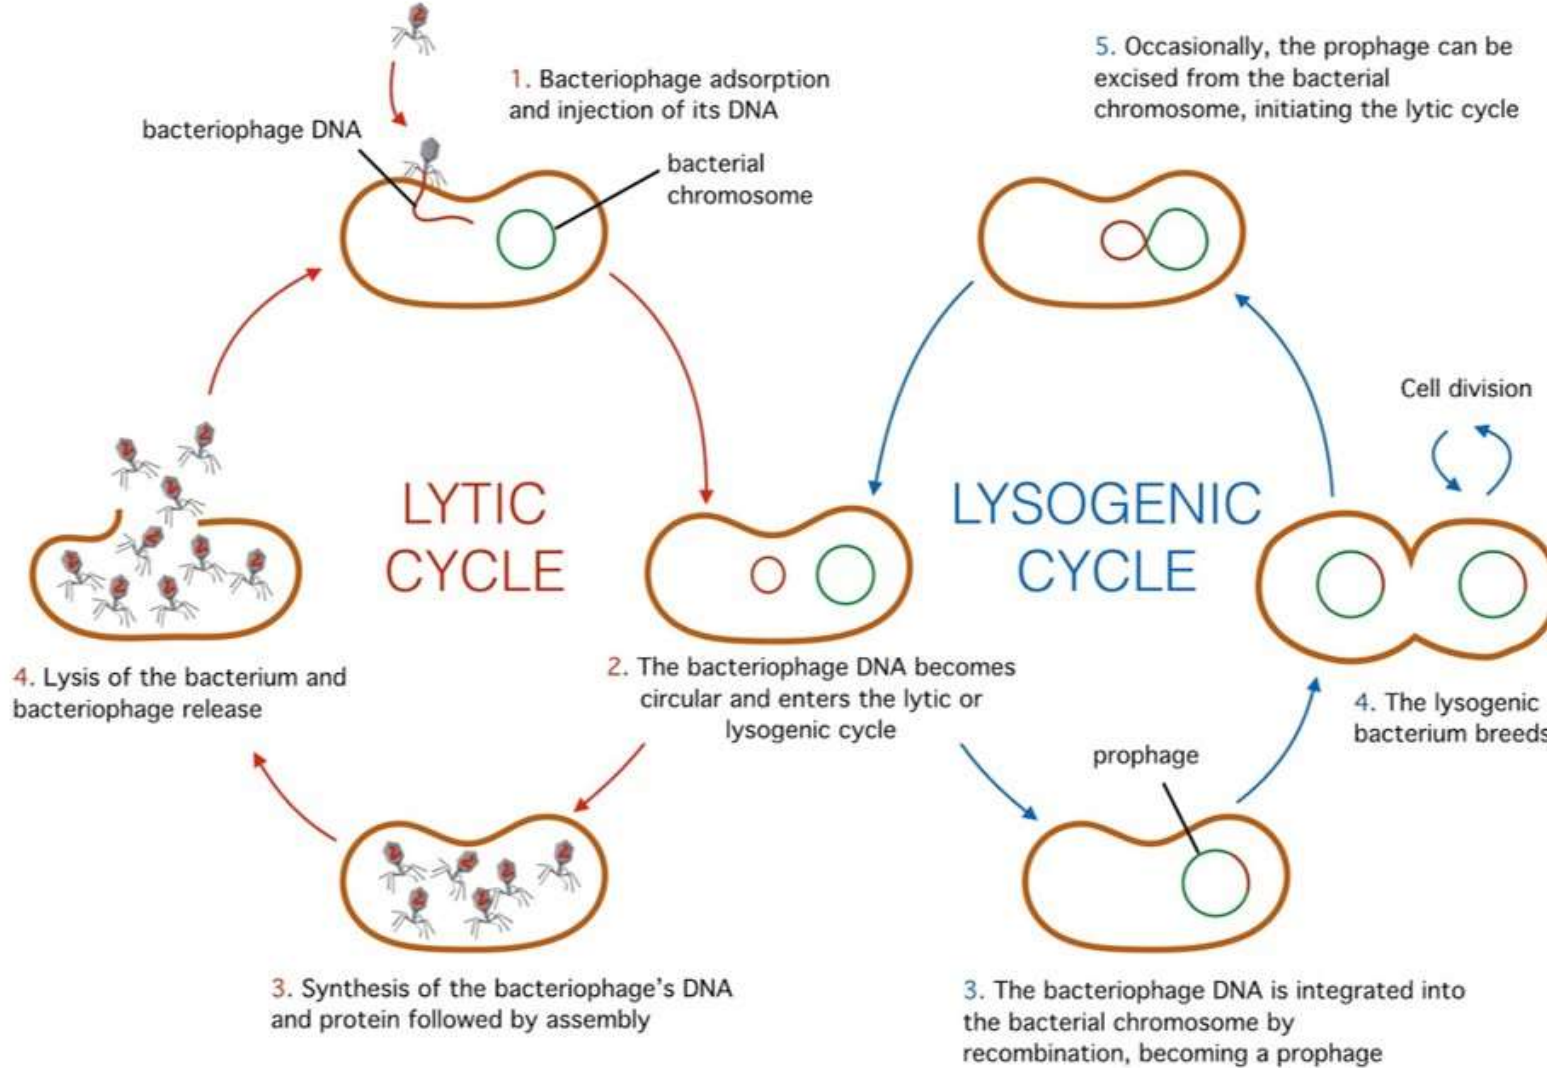 1. Bacteriophage adsorption
and injection of its DNA
bacteriophage DNA
bacterial
chromosome
5. Occasionally, the prophage can be
excised from the bacterial
chromosome, initiating the lytic cycle
Cell division
LYTIC
CYCLE
LYSOGENIC
CYCLE
4. Lysis of the bacterium and
bacteriophage release
2. The bacteriophage DNA becomes
circular and enters the lytic or
lysogenic cycle
4. The lysogenic
bacterium breeds
prophage
3. Synthesis of the bacteriophage's DNA
and protein followed by assembly
3. The bacteriophage DNA is integrated into
the bacterial chromosome by
recombination, becoming a prophage